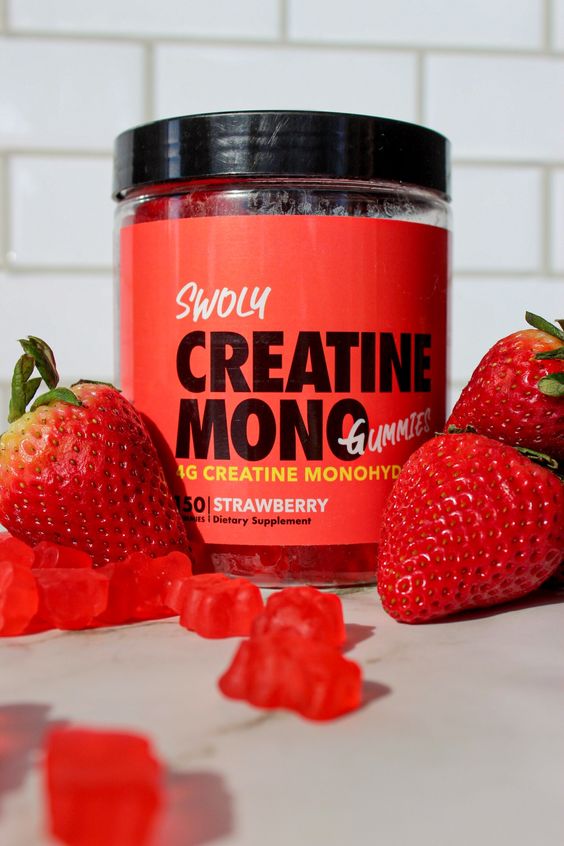 SWOLY
CREATINE
MONO
GUMMIES
4G CREATINE MONOHYD
150 | STRAWBERRY
Dietary Supplement